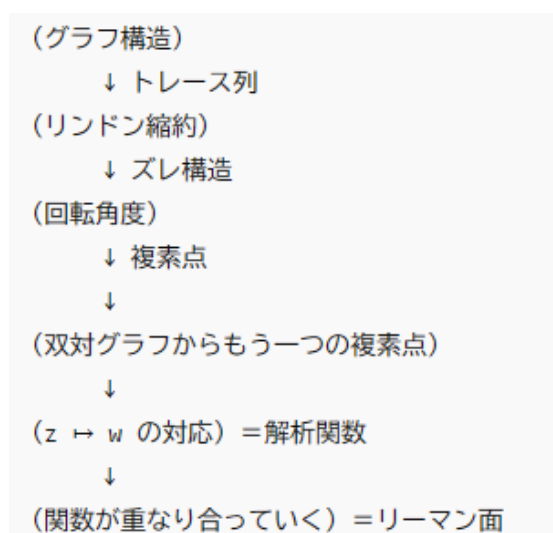 (グラフ構造)
↓ トレース列
(リンドン縮約)
↓ ズレ構造
(回転角度)
↓ 複素点
↓
(双対グラフからもう一つの複素点)
↓
(z ↦ w の対応)=解析関数
↓
(関数が重なり合っていく)=リーマン面